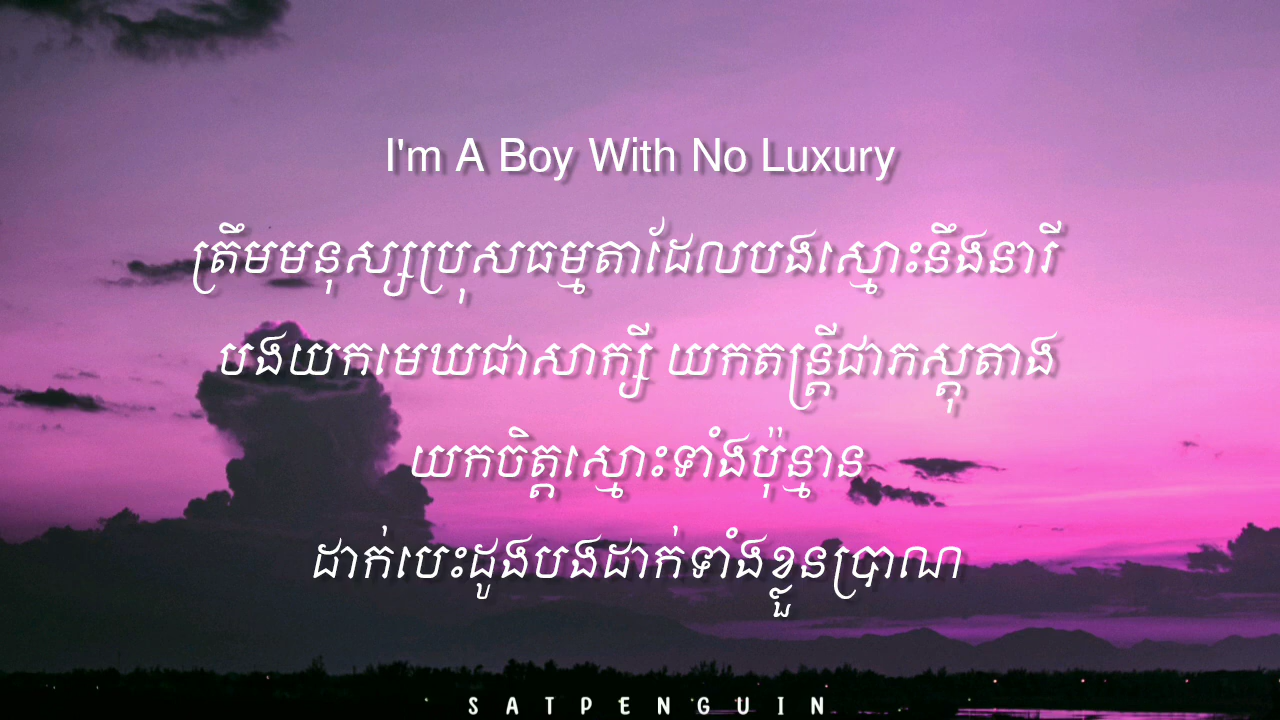 I'm A Boy With No Luxury
ត្រឹមមនុស្សប្រុសធម្មតាដែលបងស្មោះនឹងនារី
បងយកមេឃជាសាក្សី យកតន្ត្រីជាភស្តុតាង
យកចិត្តស្មោះទាំងប៉ុន្មាន
ដាក់បេះដូងបងដាក់ទាំងខ្លួនប្រាណ
SATPENGUIN